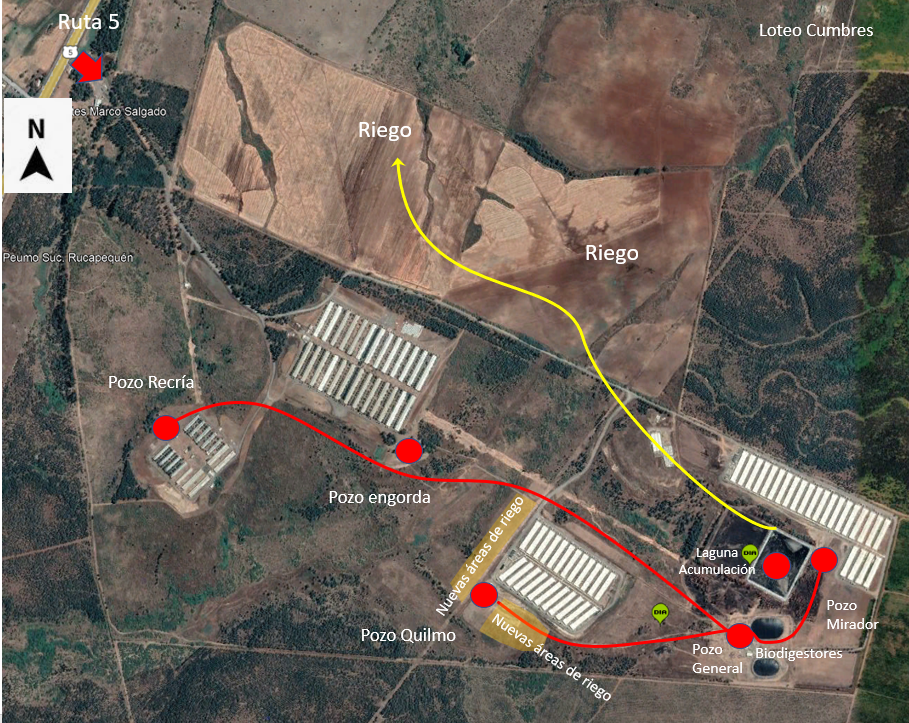 Ruta 5
Loteo Cumbres
5
tes Marco Salgado
N
Riego
Riego
Peumo Suc. Rucapequén
Pozo Recría
Pozo engorda
Nuevas áreas de riego
Laguna
Acumulación
DIA
DIA
Pozo
Mirador
Pozo Quilmo
Nuevas áreas de riego
Pozo
General
Biodigestores